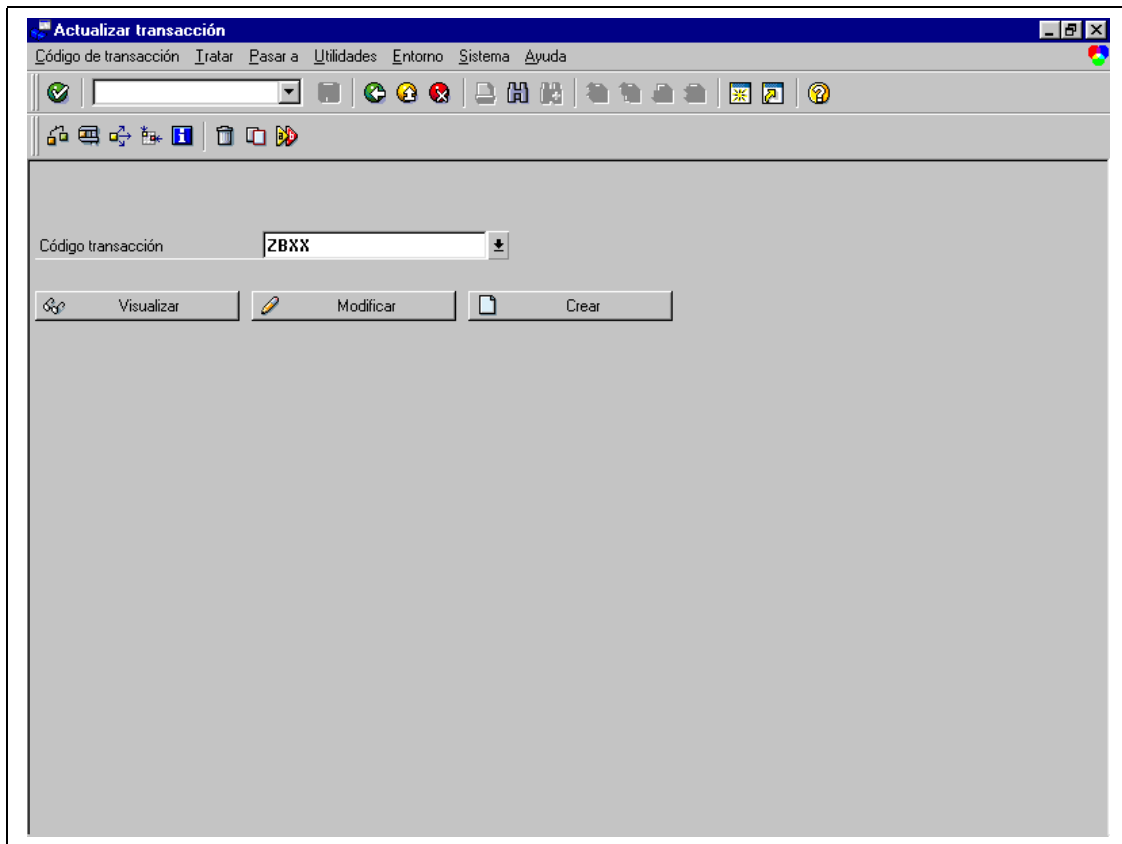 Actualizar transacción
Código de transacción Tratar Pasar a Utilidades Entorno Sistema Ayuda
Código transacción ZBXX
Visualizar Modificar Crear